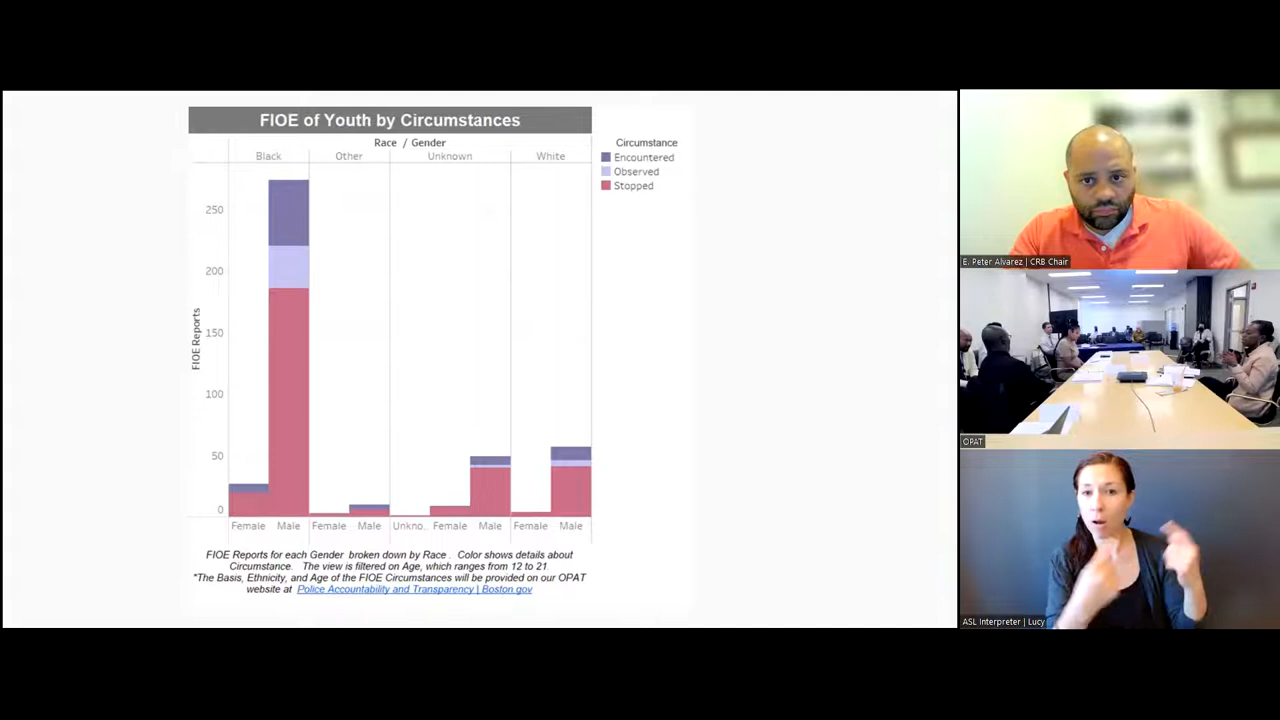 FIOE of Youth by Circumstances
Race / Gender
Black Other Unknown White
Circumstance
Encountered
Observed
Stopped
FIOE Reports
250
200
150
100
50
0
Female Male Female Male Unkno.. Female Male Female Male
FIOE Reports for each Gender broken down by Race . Color shows details about
Circumstance. The view is filtered on Age, which ranges from 12 to 21.
*The Basis, Ethnicity, and Age of the FIOE Circumstances will be provided on our OPAT
website at Police Accountability and Transparency | Boston.gov
E. Peter Alvarez | CRB Chair
OPAT
ASL Interpreter | Lucy